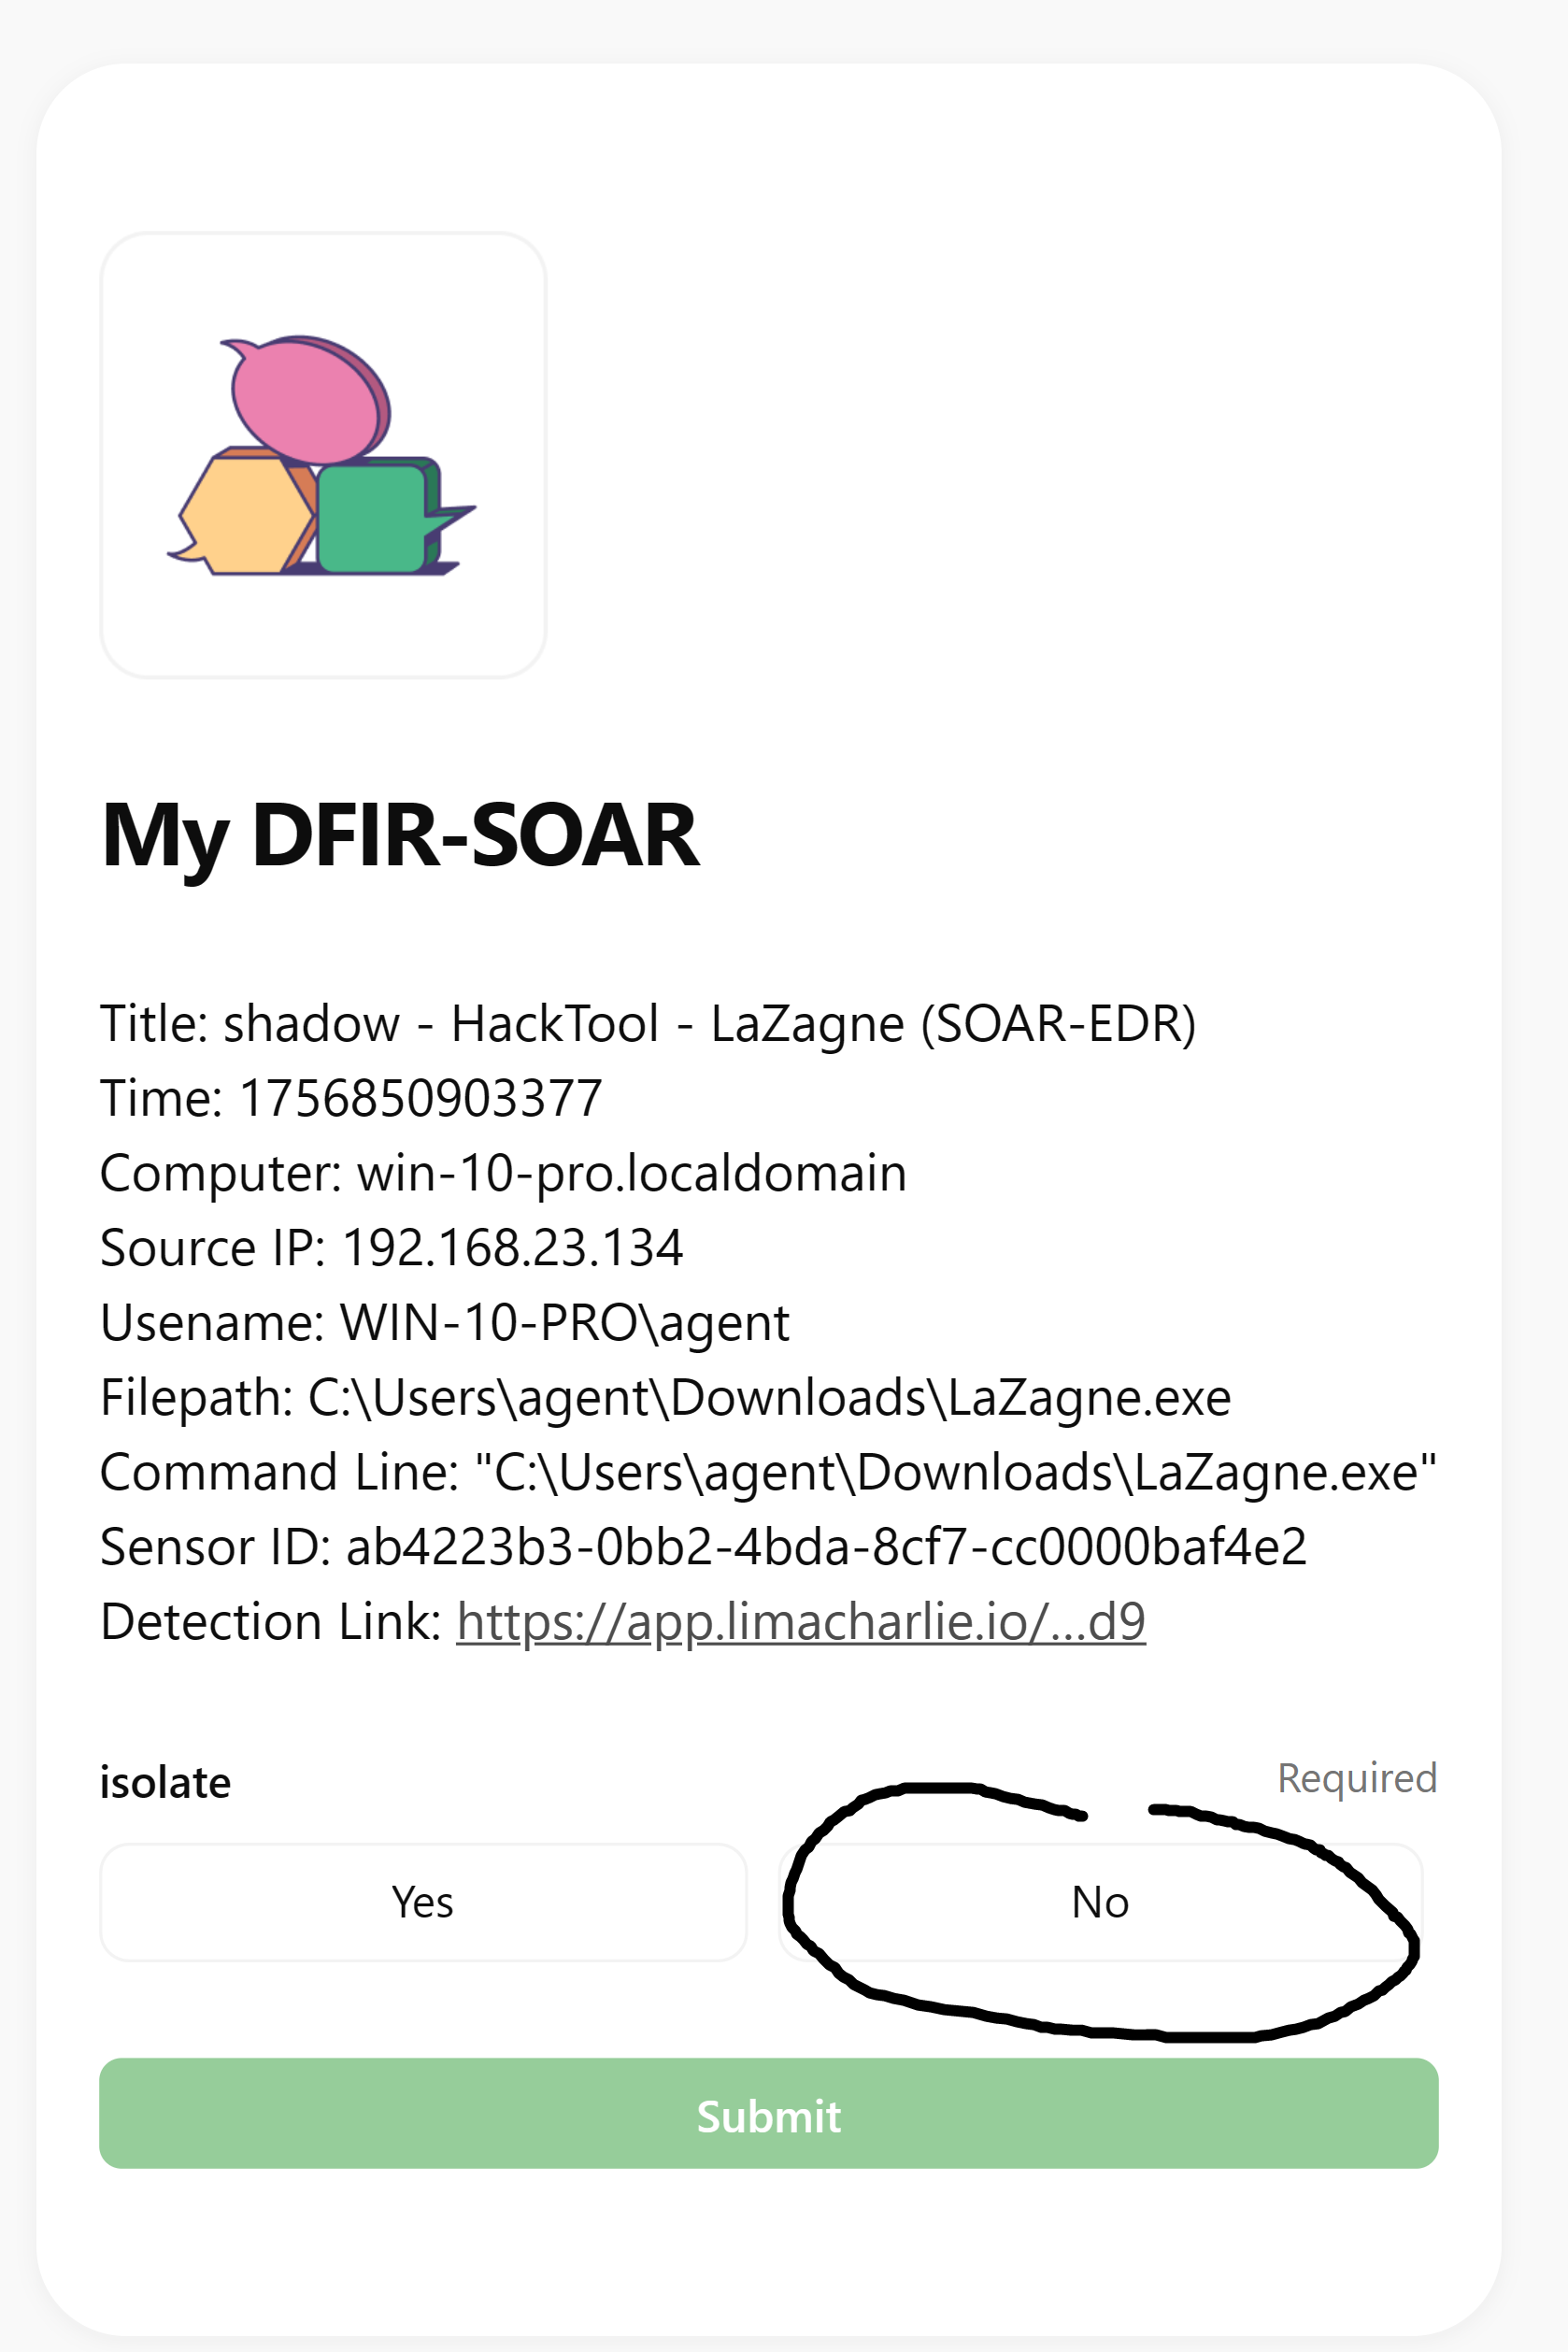 My DFIR-SOAR
Title: shadow - HackTool - LaZagne (SOAR-EDR)
Time: 1756850903377
Computer: win-10-pro.localdomain
Source IP: 192.168.23.134
Usename: WIN-10-PRO\agent
Filepath: C:\Users\agent\Downloads\LaZagne.exe
Command Line: "C:\Users\agent\Downloads\LaZagne.exe"
Sensor ID: ab4223b3-0bb2-4bda-8cf7-cc0000baf4e2
Detection Link: https://app.limacharlie.io/...d9
isolate Required
Yes No
Submit